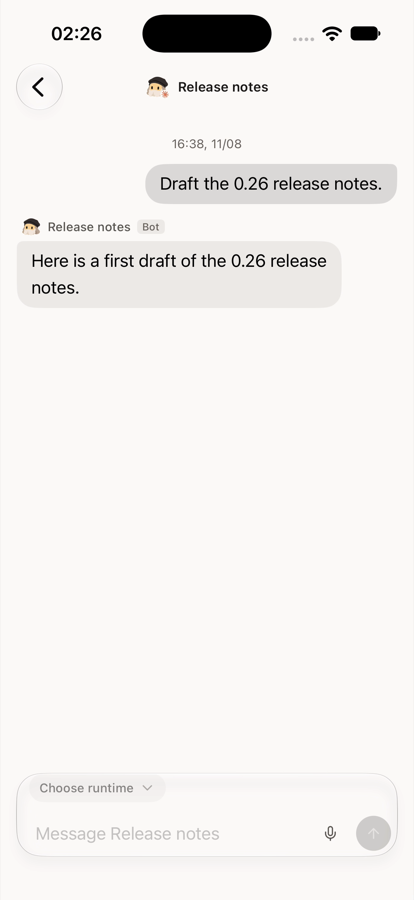 02:26
Release notes
16:38, 11/08
Draft the 0.26 release notes.
Release notes Bot
Here is a first draft of the 0.26 release
notes.
Choose runtime
Message Release notes